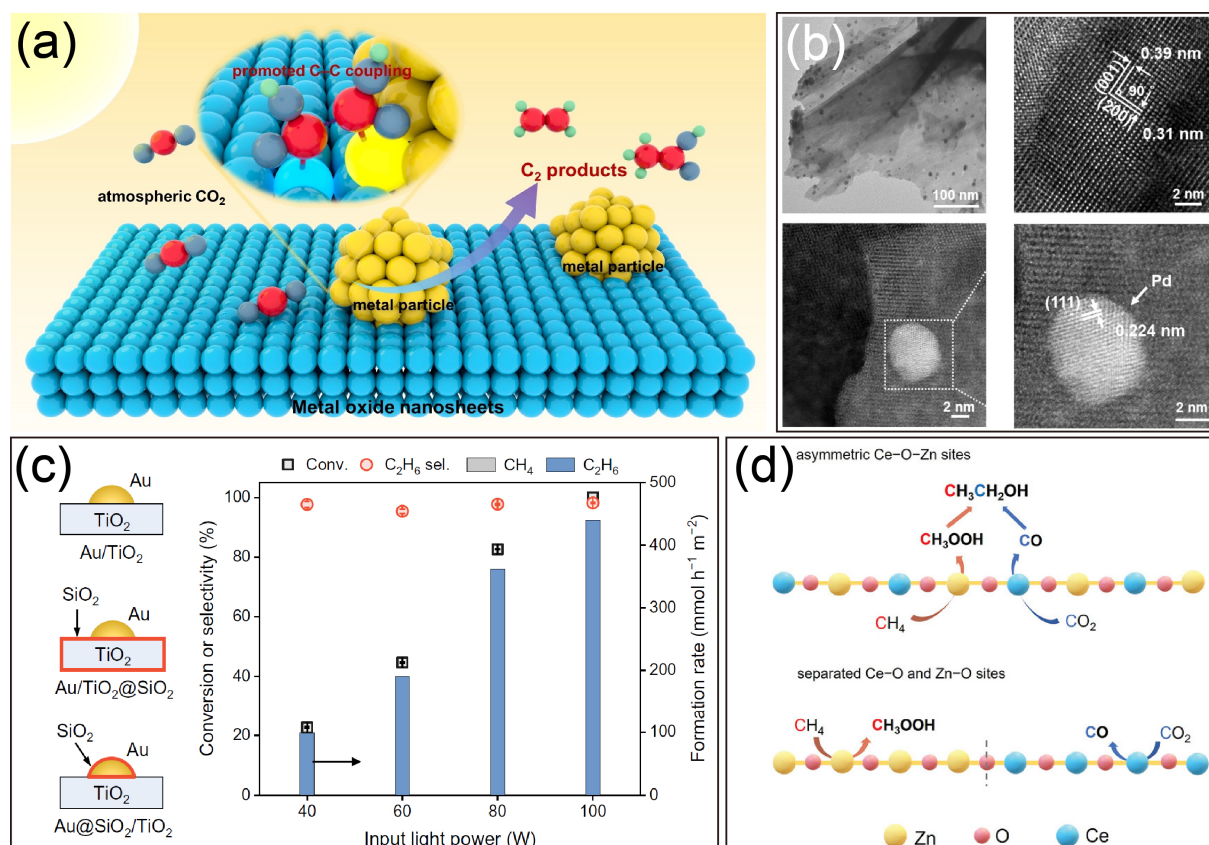 (a)
promoted C–C coupling
atmospheric CO₂
C₂ products
metal particle
metal particle
Metal oxide nanosheets
(b)
100 nm
0.39 nm
(001)
90
(200)
0.31 nm
2 nm
2 nm
Pd
(111)
0.224 nm
2 nm
(c)
Au
TiO₂
Au/TiO₂
SiO₂
Au
TiO₂
Au/TiO₂@SiO₂
SiO₂
Au
TiO₂
Au@SiO₂/TiO₂
Conv.
C₂H₆ sel.
CH₄
C₂H₆
Conversion or selectivity (%)
100
80
60
40
20
0
500
400
300
200
100
0
Formation rate (mmol h⁻¹ m⁻²)
40
60
80
100
Input light power (W)
(d)
asymmetric Ce−O−Zn sites
CH₃CH₂OH
CH₃OOH
CO
CH₄
CO₂
separated Ce−O and Zn−O sites
CH₄
CH₃OOH
CO
CO₂
Zn
O
Ce